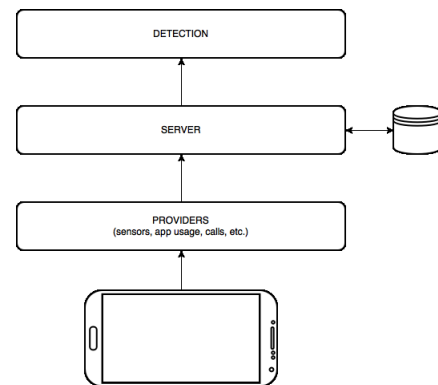 DETECTION
SERVER
PROVIDERS
(sensors, app usage, calls, etc.)